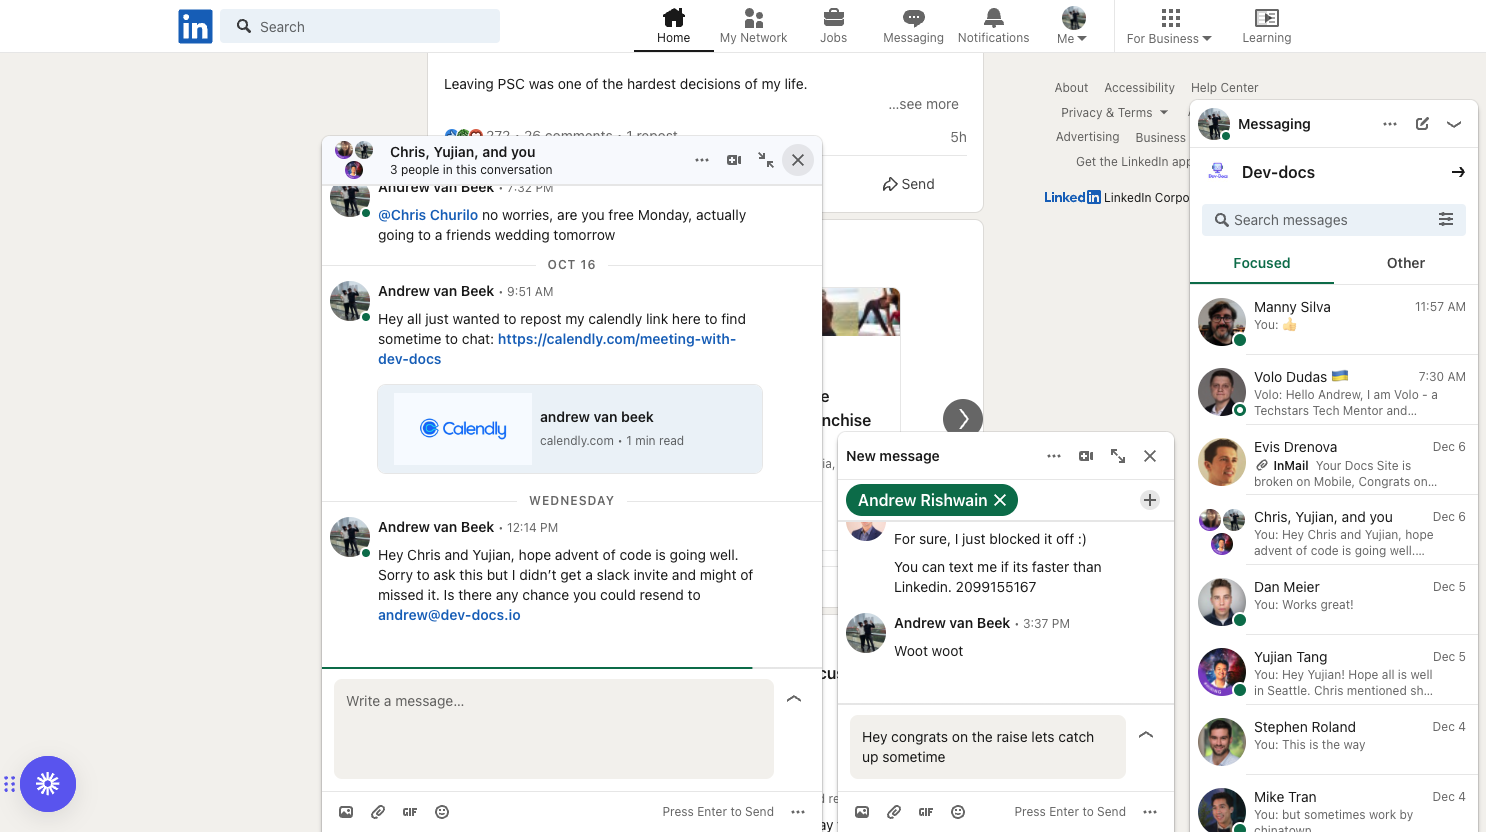 in
Search
Home
My Network
Jobs
Messaging
Notifications
Me
For Business
Learning
Leaving PSC was one of the hardest decisions of my life.
...see more
272 • 26 comments • 1 repost
5h
Send
About Accessibility Help Center
Privacy & Terms
Advertising Business
Get the LinkedIn app
LinkedIn LinkedIn Corpo
Chris, Yujian, and you
3 people in this conversation
Andrew van Beek • 7:32 PM
@Chris Churilo no worries, are you free Monday, actually
going to a friends wedding tomorrow
OCT 16
Andrew van Beek • 9:51 AM
Hey all just wanted to repost my calendly link here to find
sometime to chat: https://calendly.com/meeting-with-
dev-docs
Calendly
andrew van beek
calendly.com • 1 min read
WEDNESDAY
Andrew van Beek • 12:14 PM
Hey Chris and Yujian, hope advent of code is going well.
Sorry to ask this but I didn't get a slack invite and might of
missed it. Is there any chance you could resend to
andrew@dev-docs.io
Write a message...
GIF
Press Enter to Send
nchise
New message
Andrew Rishwain
For sure, I just blocked it off :)
You can text me if its faster than
Linkedin. 2099155167
Andrew van Beek • 3:37 PM
Woot woot
Hey congrats on the raise lets catch
up sometime
GIF
Press Enter to Send
Messaging
Dev-Docs
Dev-docs
Search messages
Focused
Other
Manny Silva 11:57 AM
You: 👍
Volo Dudas 🇺🇦 7:30 AM
Volo: Hello Andrew, I am Volo - a
Techstars Tech Mentor and...
Evis Drenova Dec 6
InMail Your Docs Site is
broken on Mobile, Congrats on...
Chris, Yujian, and you Dec 6
You: Hey Chris and Yujian, hope
advent of code is going well....
Dan Meier Dec 5
You: Works great!
Yujian Tang Dec 5
You: Hey Yujian! Hope all is well
in Seattle. Chris mentioned sh...
Stephen Roland Dec 4
You: This is the way
Mike Tran Dec 4
You: but sometimes work by
chinatown